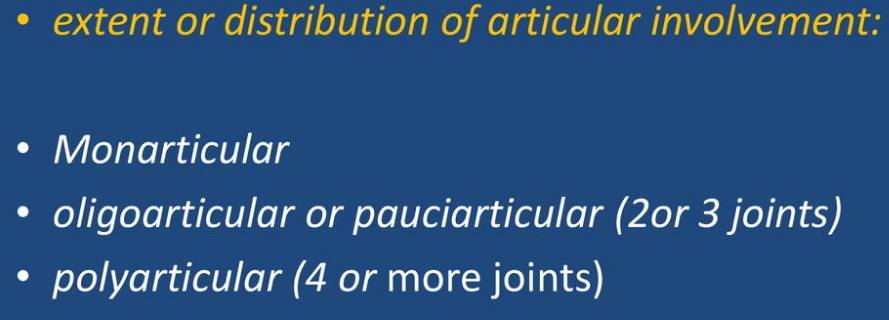 • extent or distribution of articular involvement:
• Monarticular
• oligoarticular or pauciarticular (2or 3 joints)
• polyarticular (4 or more joints)